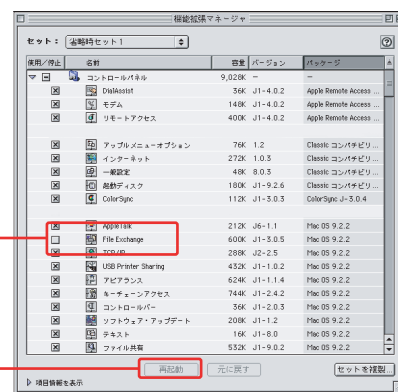 機能拡張マネージャ
セット： 省略時セット1
使用/停止 名前 容量 バージョン パッケージ
コントロールパネル 9,028K – –
DialAssist 36K J1-4.0.2 Apple Remote Access ...
モデム 148K J1-4.0.2 Apple Remote Access ...
リモートアクセス 400K J1-4.0.2 Apple Remote Access ...
アップルメニューオプション 76K 1.2 Classic コンパチビリ...
インターネット 272K 1.0.3 Classic コンパチビリ...
一般設定 48K 8.0.3 Classic コンパチビリ...
起動ディスク 180K J1-9.2.6 Classic コンパチビリ...
ColorSync 112K J1-3.0.3 ColorSync J-3.0.4
AppleTalk 212K J6-1.1 Mac OS 9.2.2
File Exchange 600K J1-3.0.5 Mac OS 9.2.2
TCP/IP 288K J2-2.5 Mac OS 9.2.2
USB Printer Sharing 432K J1-1.0.2 Mac OS 9.2.2
アピアランス 624K J1-1.1.4 Mac OS 9.2.2
キーチェーンアクセス 744K J1-2.4.2 Mac OS 9.2.2
コントロールバー 36K J1-2.0.3 Mac OS 9.2.2
ソフトウェア・アップデート 208K J1-1.2 Mac OS 9.2.2
テキスト 16K J1-8.0 Mac OS 9.2.2
ファイル共有 532K J1-9.0.2 Mac OS 9.2.2
再起動 元に戻す セットを複製...
項目情報を表示